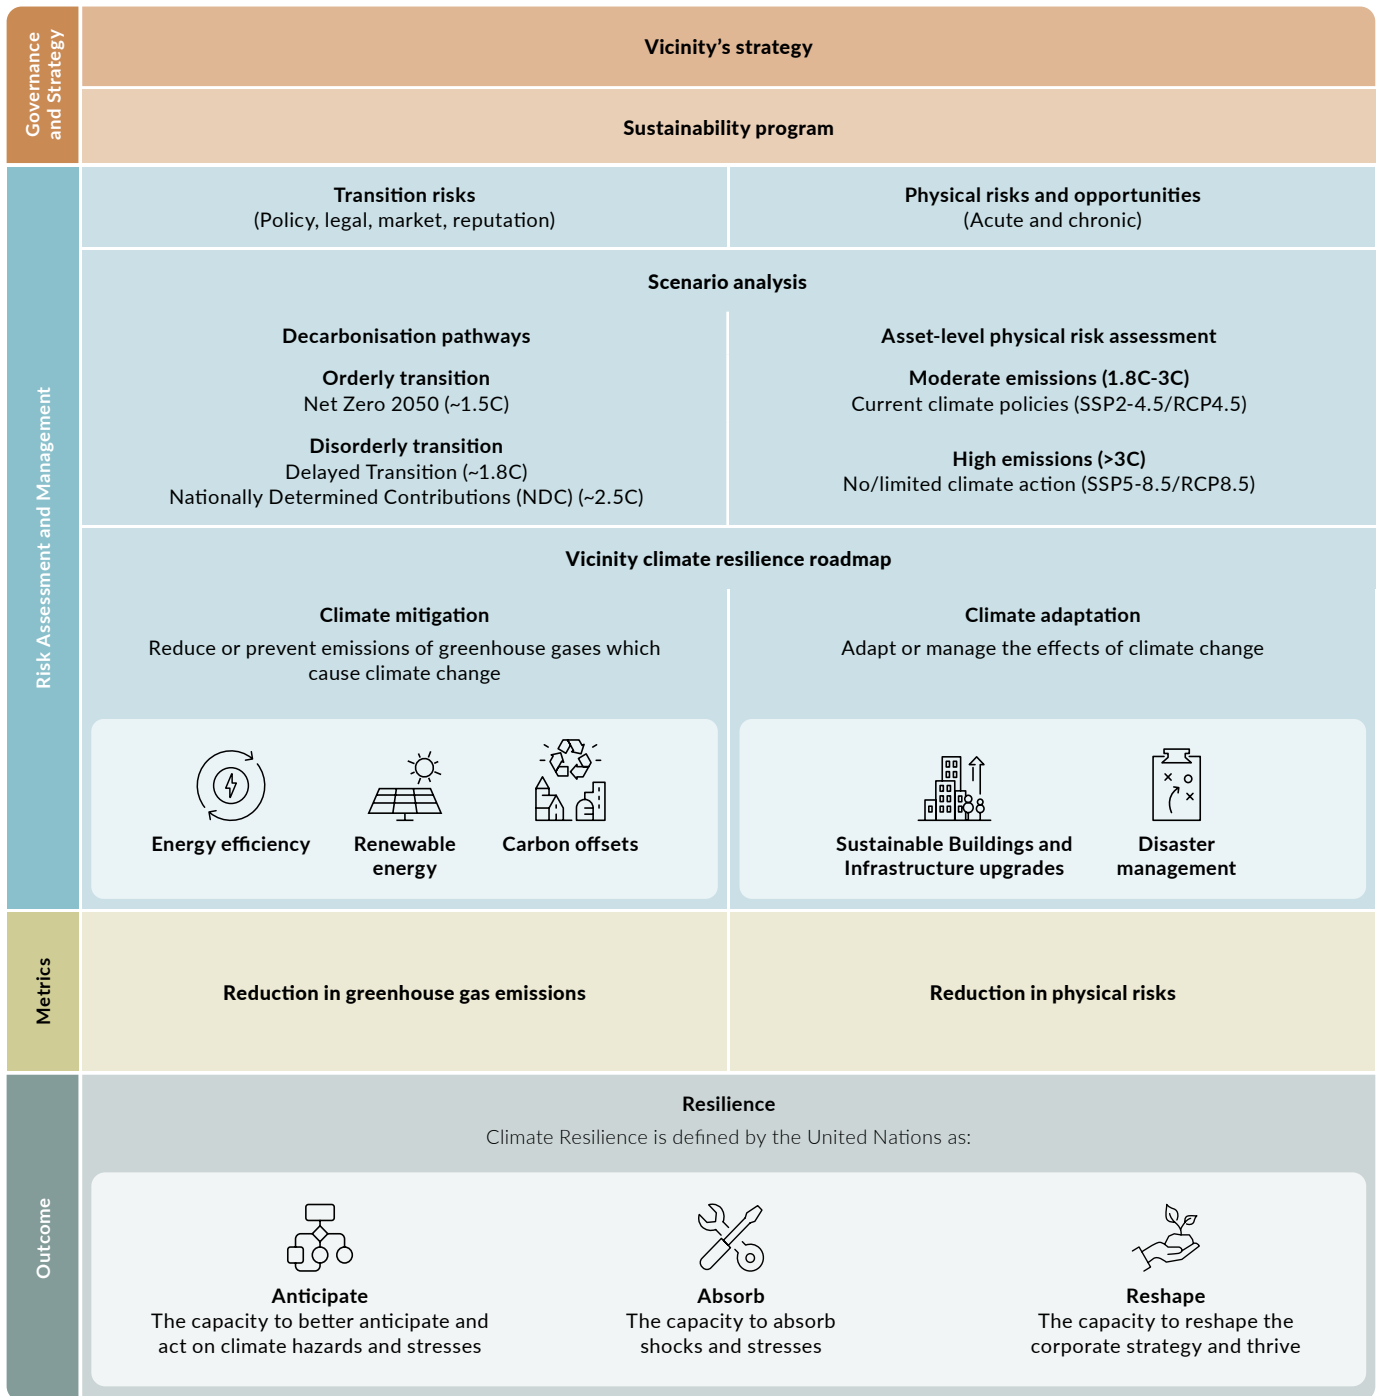 Governance
and Strategy
Vicinity’s strategy
Sustainability program
Risk Assessment and Management
Transition risks
(Policy, legal, market, reputation)
Physical risks and opportunities
(Acute and chronic)
Scenario analysis
Decarbonisation pathways
Orderly transition
Net Zero 2050 (~1.5C)
Disorderly transition
Delayed Transition (~1.8C)
Nationally Determined Contributions (NDC) (~2.5C)
Asset-level physical risk assessment
Moderate emissions (1.8C-3C)
Current climate policies (SSP2-4.5/RCP4.5)
High emissions (>3C)
No/limited climate action (SSP5-8.5/RCP8.5)
Vicinity climate resilience roadmap
Climate mitigation
Reduce or prevent emissions of greenhouse gases which
cause climate change
Energy efficiency
Renewable
energy
Carbon offsets
Climate adaptation
Adapt or manage the effects of climate change
Sustainable Buildings and
Infrastructure upgrades
Disaster
management
Metrics
Reduction in greenhouse gas emissions
Reduction in physical risks
Outcome
Resilience
Climate Resilience is defined by the United Nations as:
Anticipate
The capacity to better anticipate and
act on climate hazards and stresses
Absorb
The capacity to absorb
shocks and stresses
Reshape
The capacity to reshape the
corporate strategy and thrive